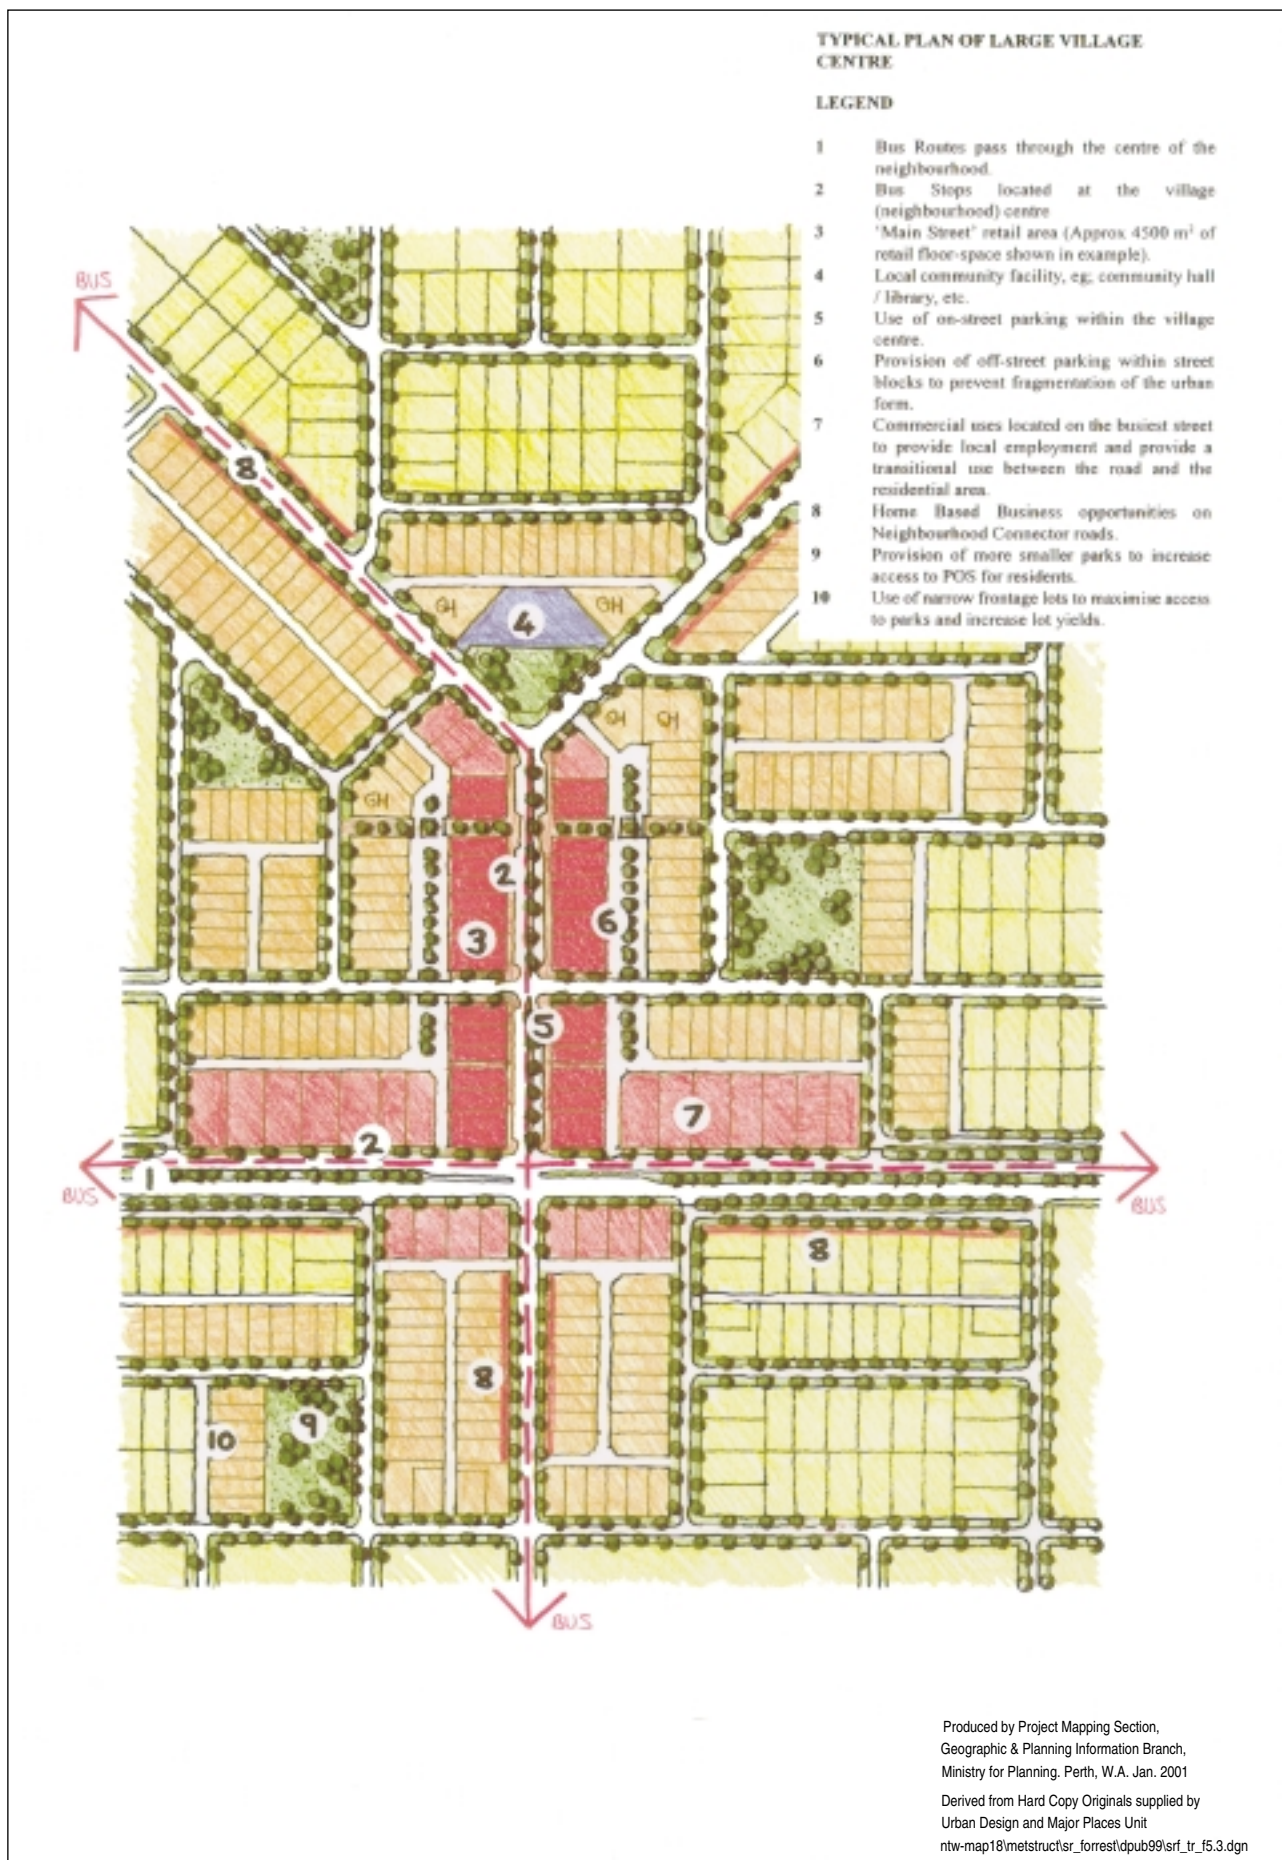 TYPICAL PLAN OF LARGE VILLAGE
CENTRE
LEGEND
1 Bus Routes pass through the centre of the
neighbourhood.
2 Bus Stops located at the village
(neighbourhood) centre
3 'Main Street' retail area (Approx 4500 m² of
retail floor-space shown in example).
4 Local community facility, eg; community hall
/ library, etc.
5 Use of on-street parking within the village
centre.
6 Provision of off-street parking within street
blocks to prevent fragmentation of the urban
form.
7 Commercial uses located on the busiest street
to provide local employment and provide a
transitional use between the road and the
residential area.
8 Home Based Business opportunities on
Neighbourhood Connector roads.
9 Provision of more smaller parks to increase
access to POS for residents.
10 Use of narrow frontage lots to maximise access
to parks and increase lot yields.
BUS
8
GH
4
GH
GH
GH
GH
2
3
6
5
7
2
1
BUS
BUS
8
8
9
10
BUS
Produced by Project Mapping Section,
Geographic & Planning Information Branch,
Ministry for Planning. Perth, W.A. Jan. 2001
Derived from Hard Copy Originals supplied by
Urban Design and Major Places Unit
ntw-map18\metstruct\sr_forrest\dpub99\srf_tr_f5.3.dgn